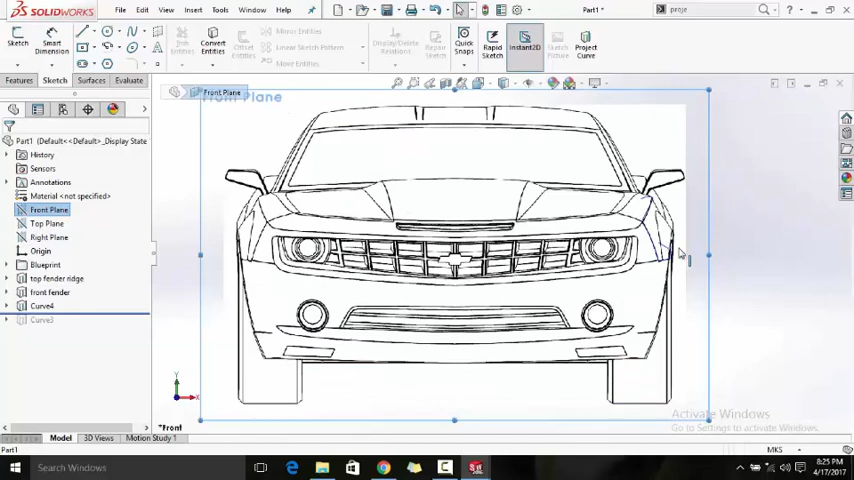 SOLIDWORKS File Edit View Insert Tools Window Part1 * proje
Sketch Smart Dimension Trim Entities Convert Entities Offset Entities Mirror Entities Linear Sketch Pattern Move Entities Display/Delete Relations Repair Sketch Quick Snaps Rapid Sketch Instant2D Sketch Picture Project Curve
Features Sketch Surfaces Evaluate
Front Plane
Front Plane
Part1 (Default<<Default>_Display State
History
Sensors
Annotations
Material <not specified>
Front Plane
Top Plane
Right Plane
Origin
Blueprint
top fender ridge
front fender
Curve4
Curve3
Y
X
*Front
Activate Windows
Go to Settings to activate Windows.
Model 3D Views Motion Study 1
Part1 MKS
Search Windows
8:25 PM
4/17/2017